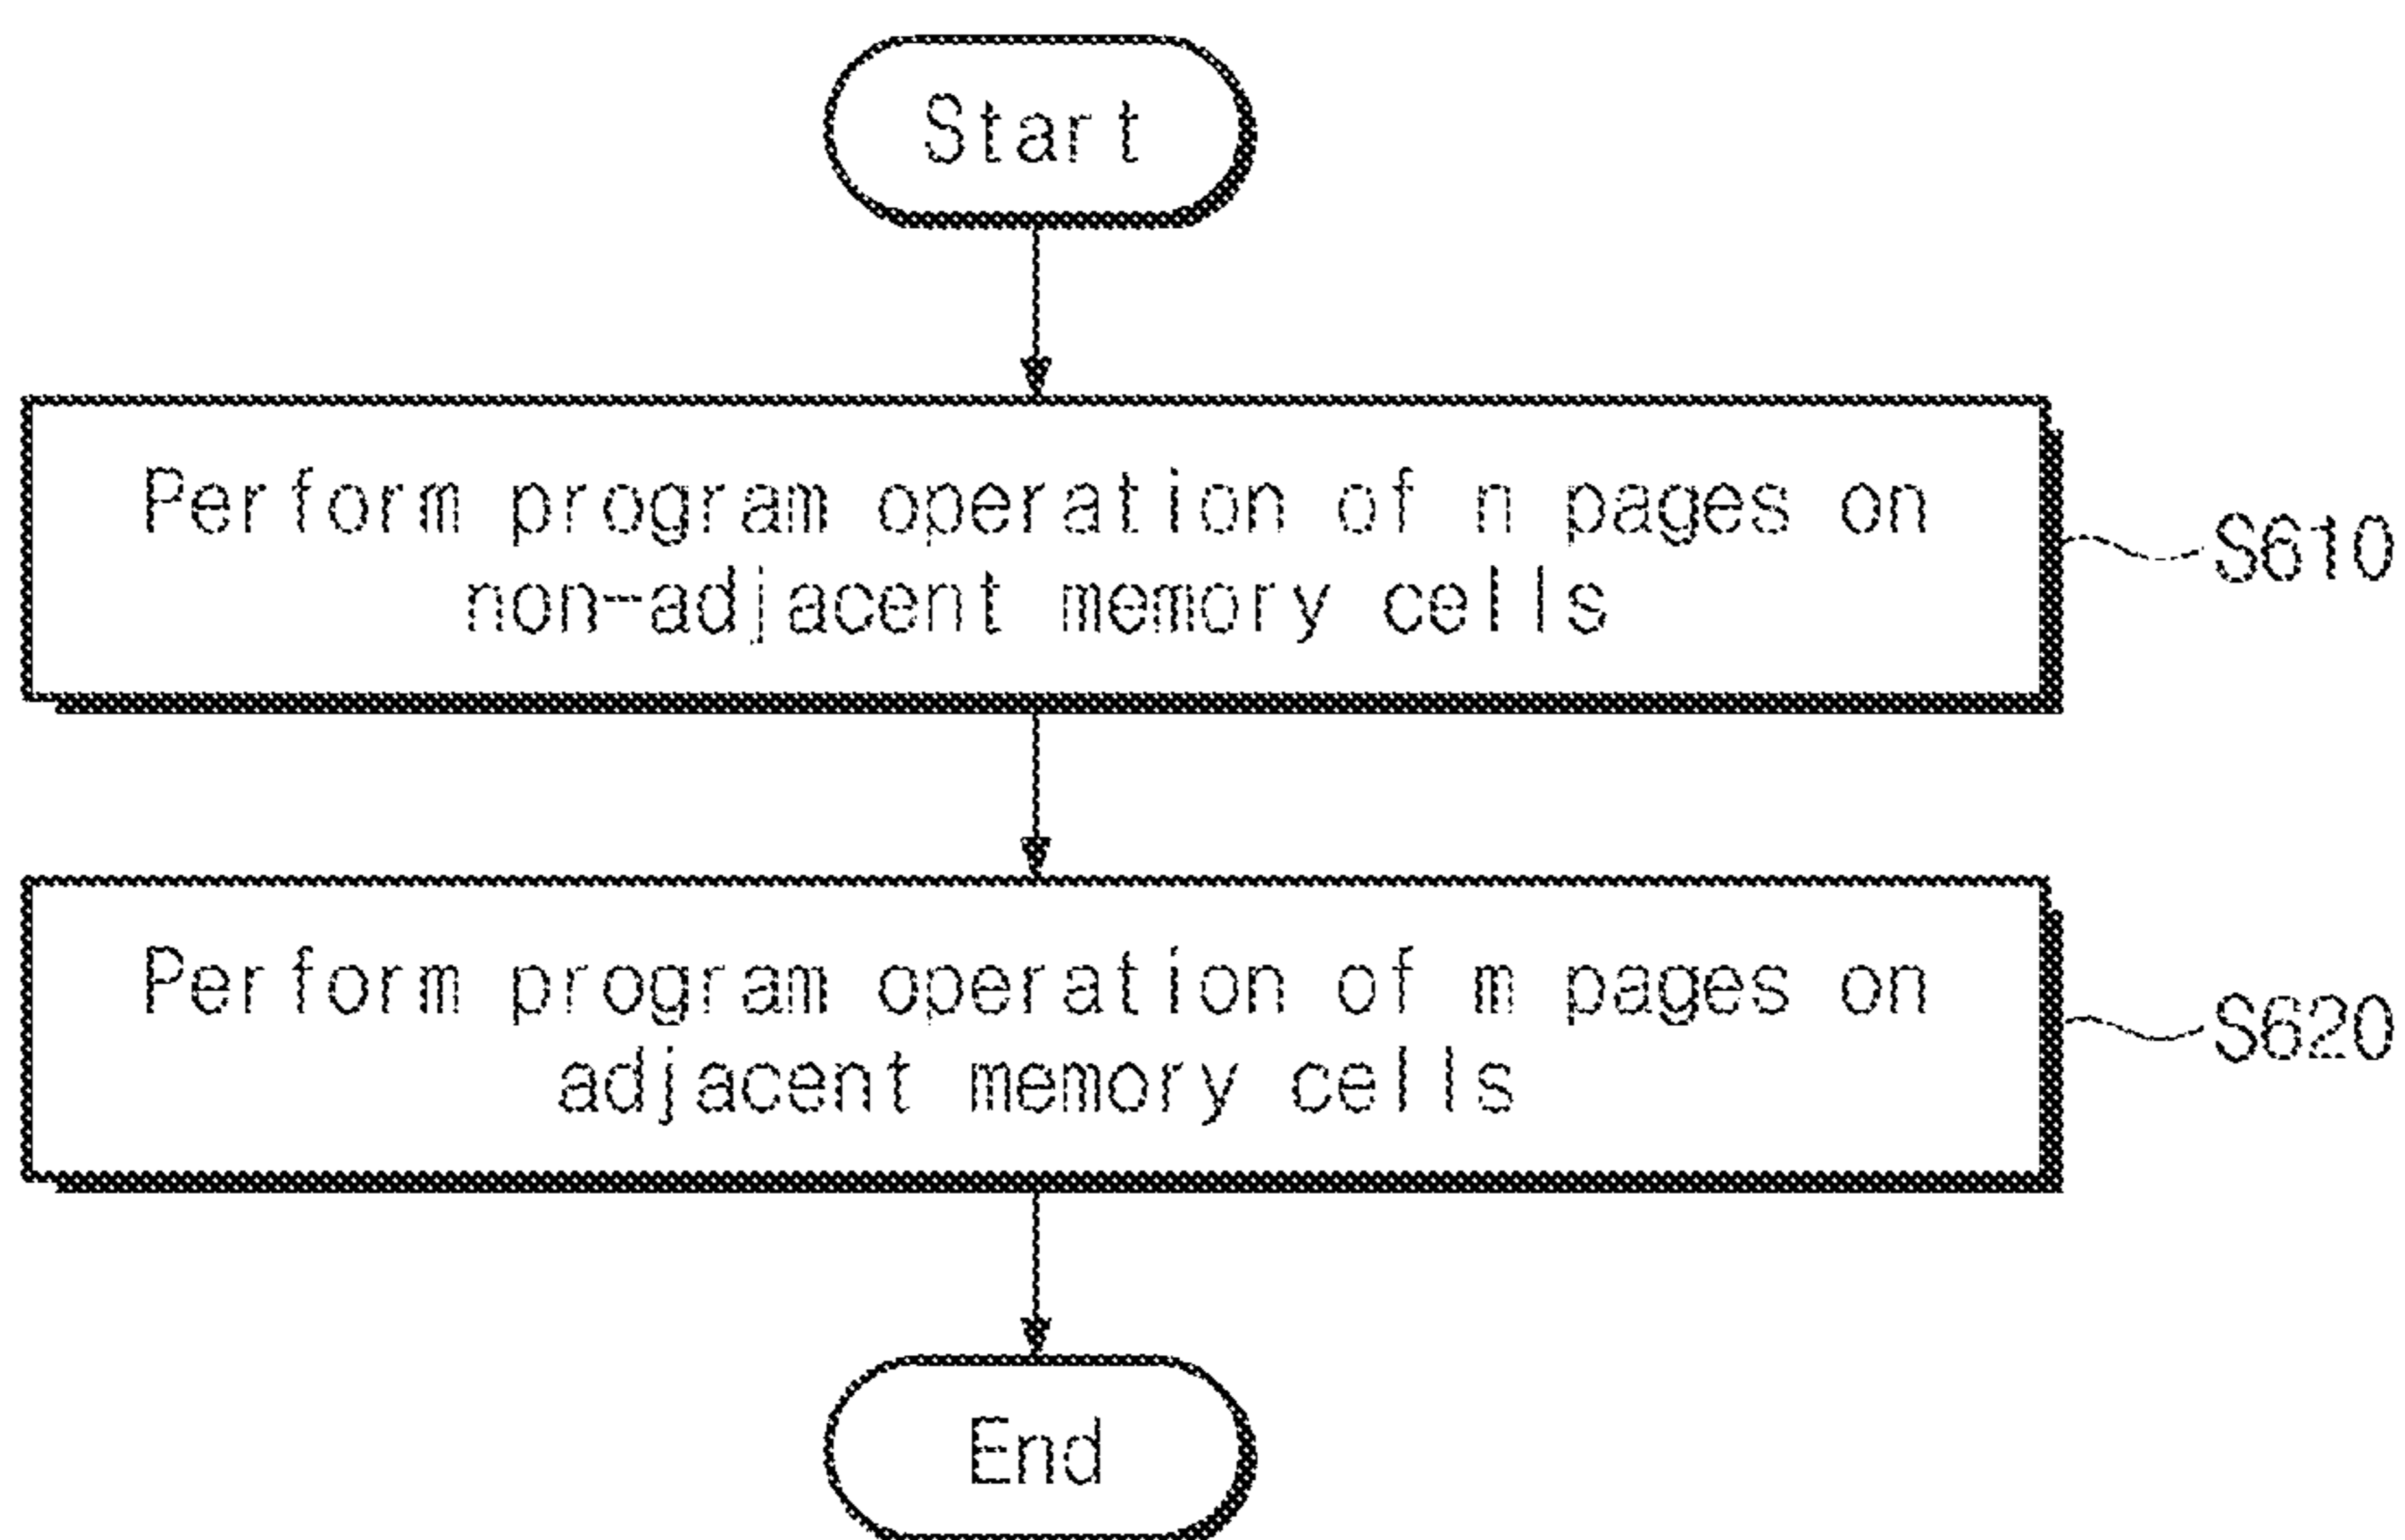 Start
Perform program operation of n pages on
non-adjacent memory cells
S610
Perform program operation of m pages on
adjacent memory cells
S620
End